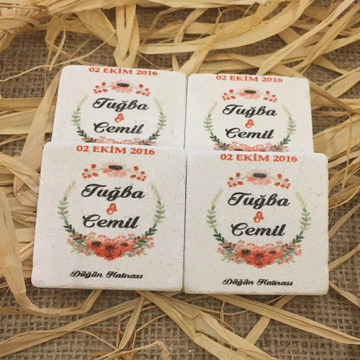 02 EKİM 2016
Tuğba
&
Cemil
02 EKİM 2016
Tuğba
&
Cemil
02 EKİM 2016
Tuğba
&
Cemil
Düğün Hatırası
02 EKİM 2016
Tuğba
&
Cemil
Düğün Hatırası